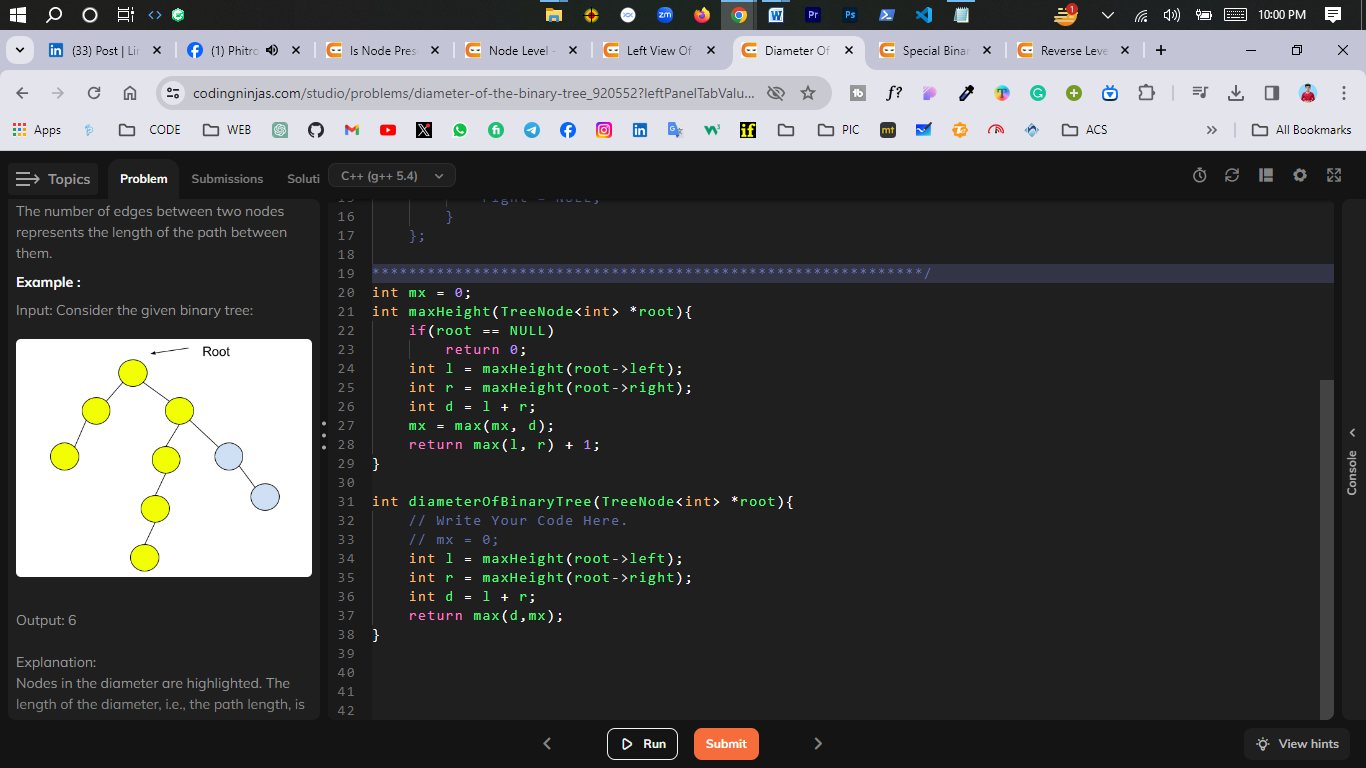 10:00 PM
(33) Post | Lin
(1) Phitro
Is Node Pres
Node Level -
Left View Of
Diameter Of
Special Binar
Reverse Leve
codingninjas.com/studio/problems/diameter-of-the-binary-tree_920552?leftPanelTabValu...
Apps
CODE
WEB
PIC
ACS
All Bookmarks
Topics
Problem
Submissions
Soluti
C++ (g++ 5.4)
The number of edges between two nodes
represents the length of the path between
them.
Example :
Input: Consider the given binary tree:
Root
Output: 6
Explanation:
Nodes in the diameter are highlighted. The
length of the diameter, i.e., the path length, is
15 right = NULL;
16 }
17 };
18
19 ************************************************************/
20 int mx = 0;
21 int maxHeight(TreeNode<int> *root){
22 if(root == NULL)
23 return 0;
24 int l = maxHeight(root->left);
25 int r = maxHeight(root->right);
26 int d = l + r;
27 mx = max(mx, d);
28 return max(l, r) + 1;
29 }
30
31 int diameterOfBinaryTree(TreeNode<int> *root){
32 // Write Your Code Here.
33 // mx = 0;
34 int l = maxHeight(root->left);
35 int r = maxHeight(root->right);
36 int d = l + r;
37 return max(d,mx);
38 }
39
40
41
42
Console
Run
Submit
View hints